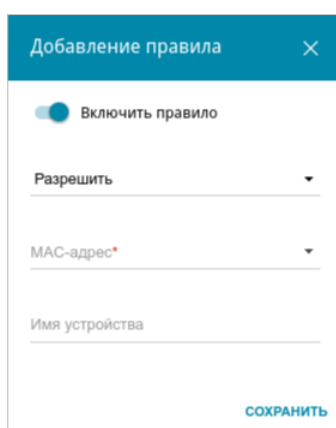 Добавление правила
Включить правило
Разрешить
MAC-адрес*
Имя устройства
СОХРАНИТЬ